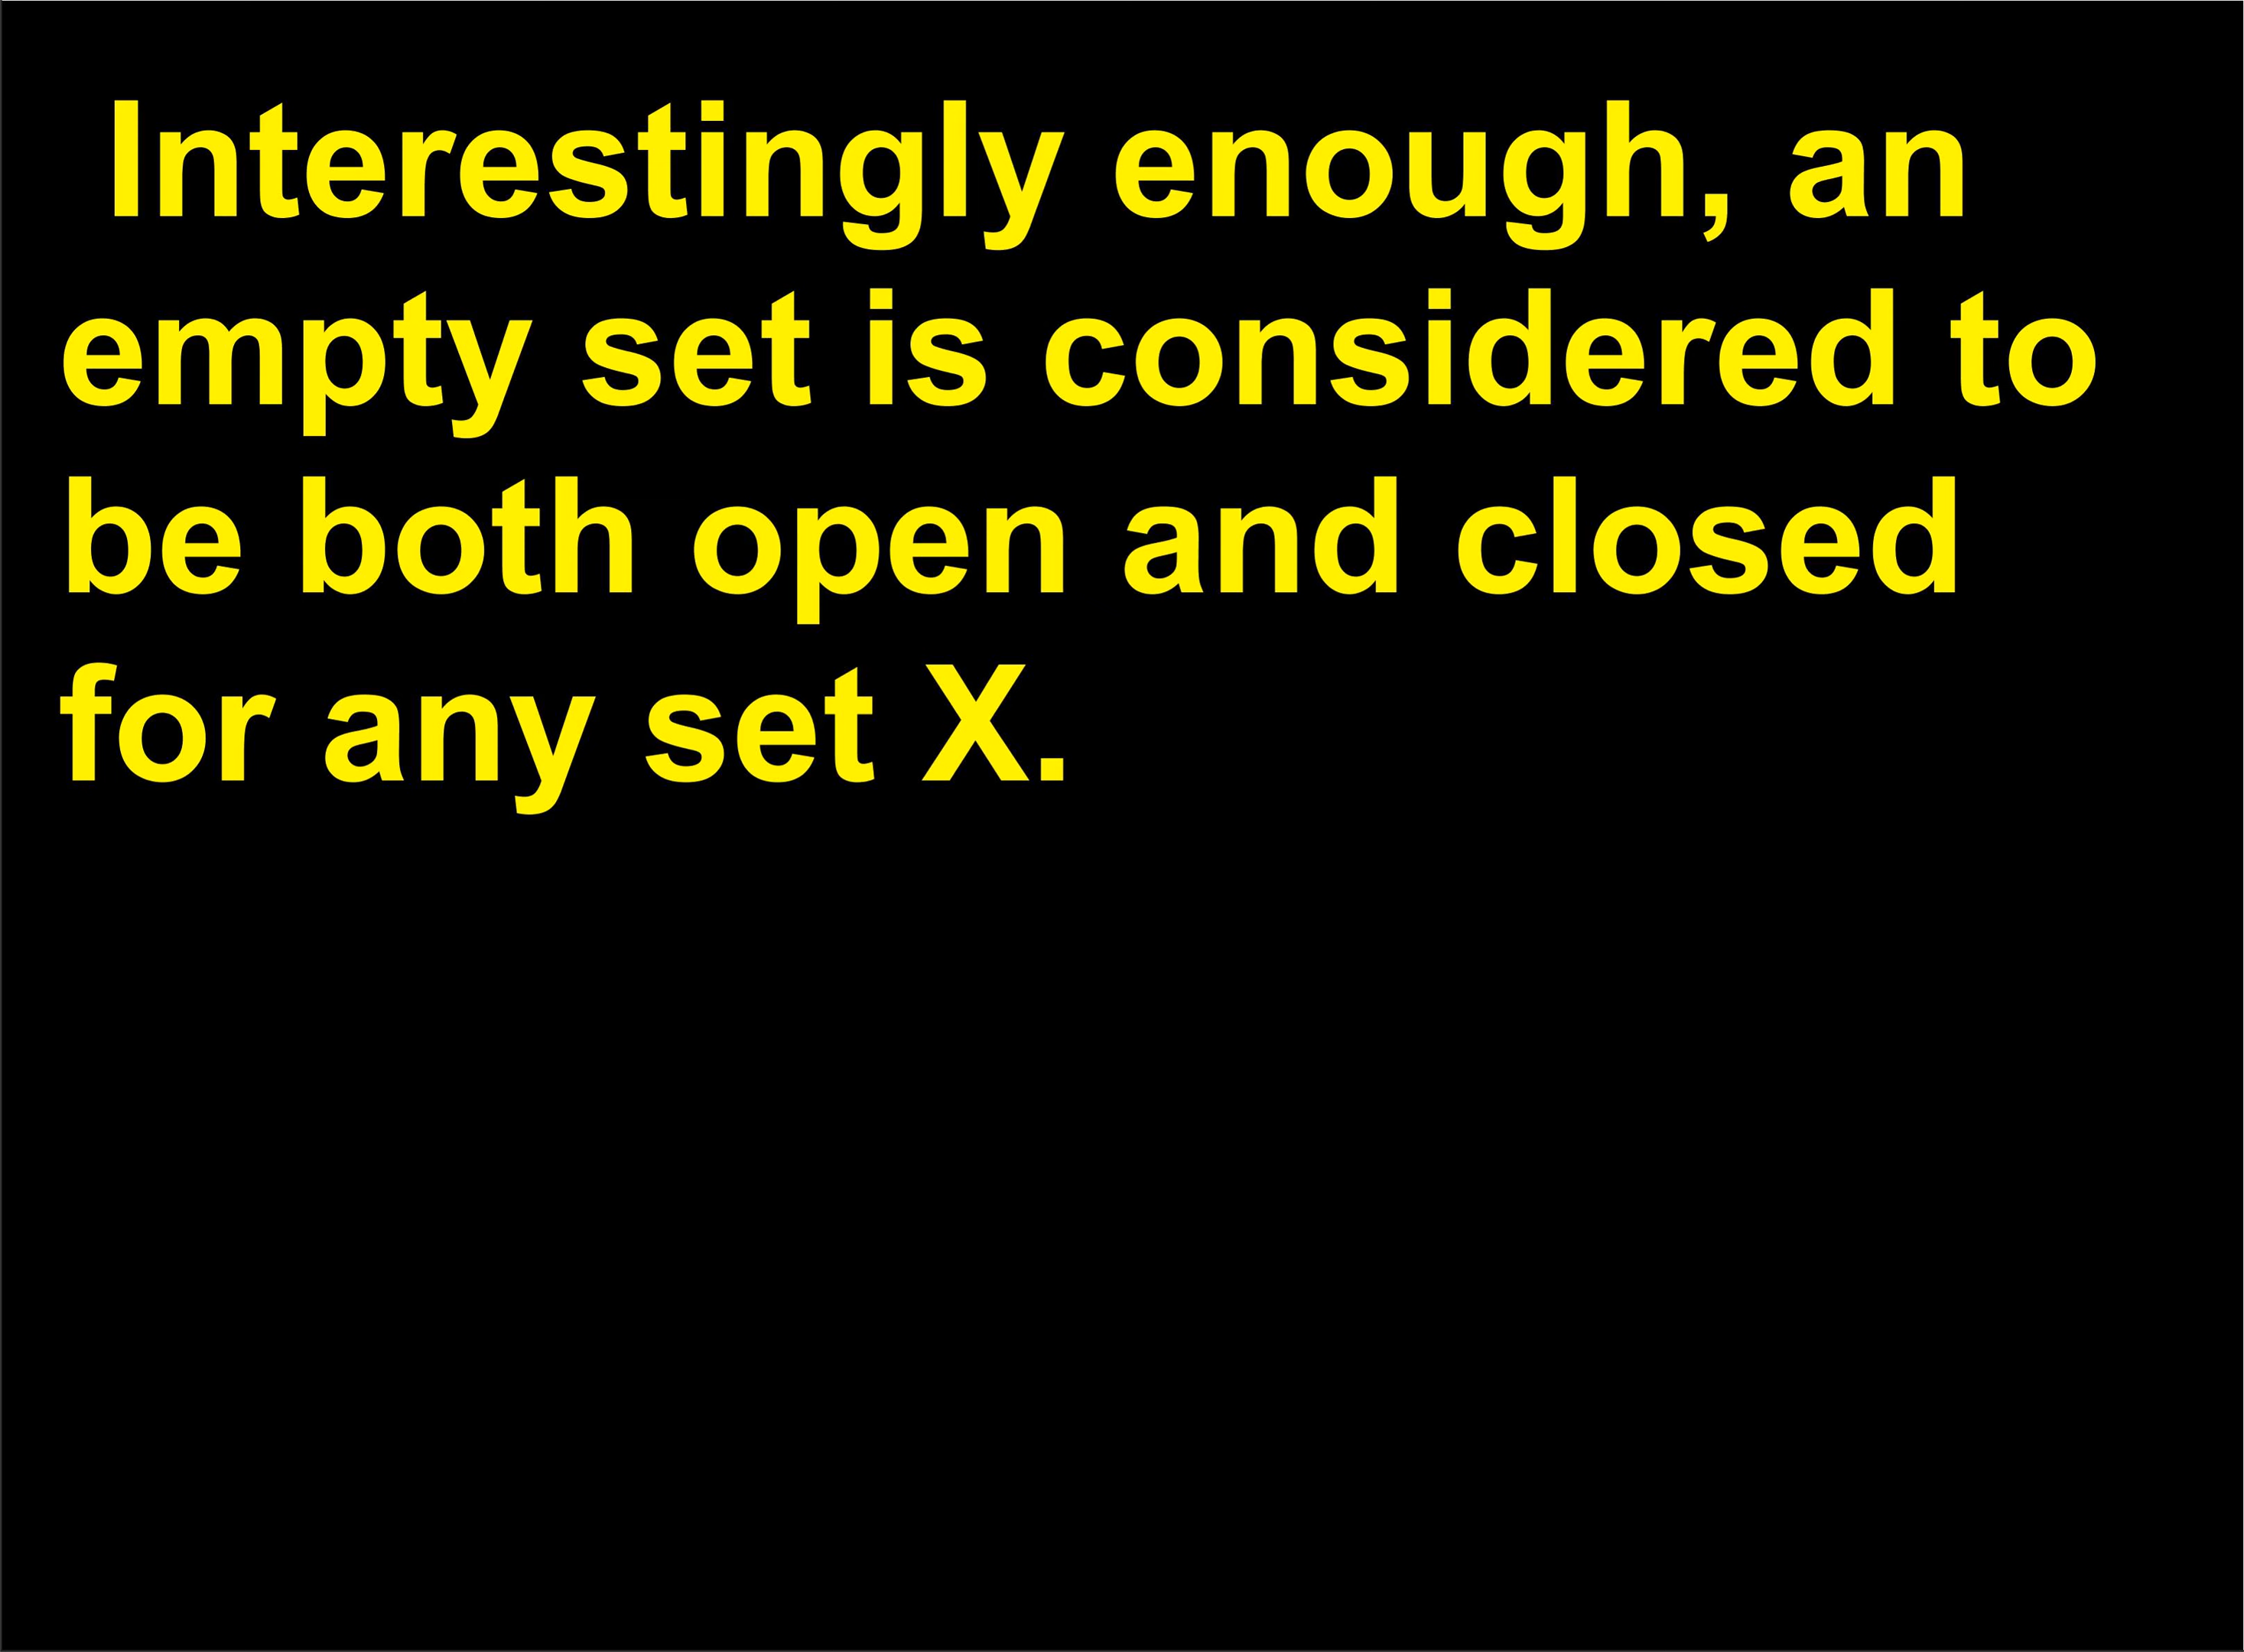 Interestingly enough, an
empty set is considered to
be both open and closed
for any set X.